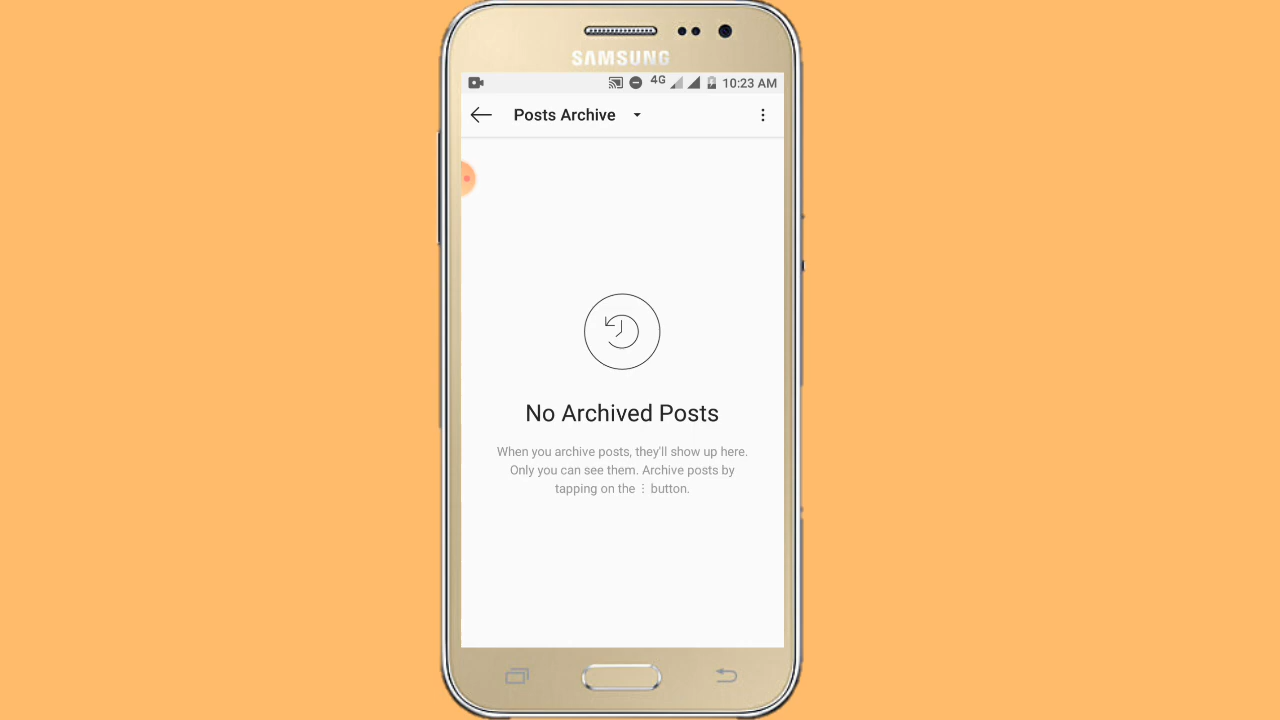 SAMSUNG
4G 10:23 AM
Posts Archive
No Archived Posts
When you archive posts, they'll show up here.
Only you can see them. Archive posts by
tapping on the ⋮ button.